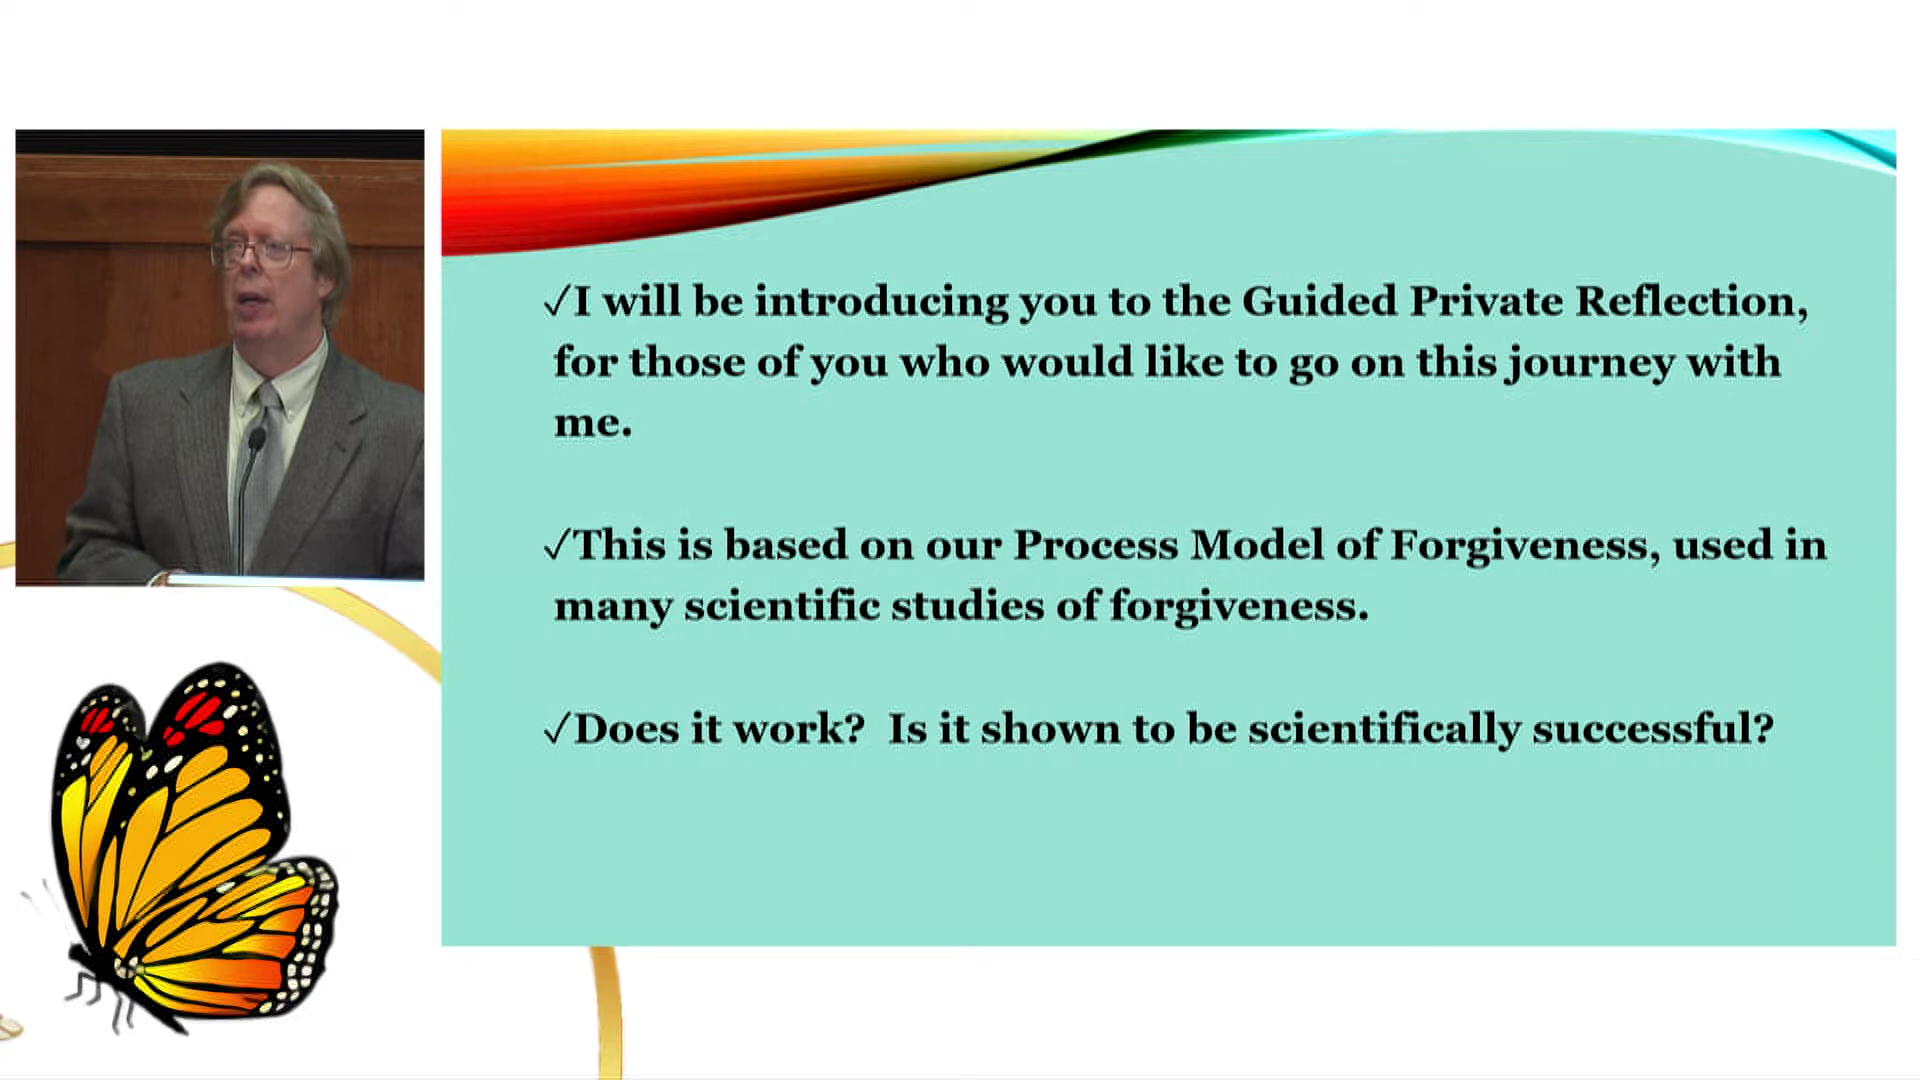 ✓I will be introducing you to the Guided Private Reflection,
for those of you who would like to go on this journey with
me.
✓This is based on our Process Model of Forgiveness, used in
many scientific studies of forgiveness.
✓Does it work?  Is it shown to be scientifically successful?